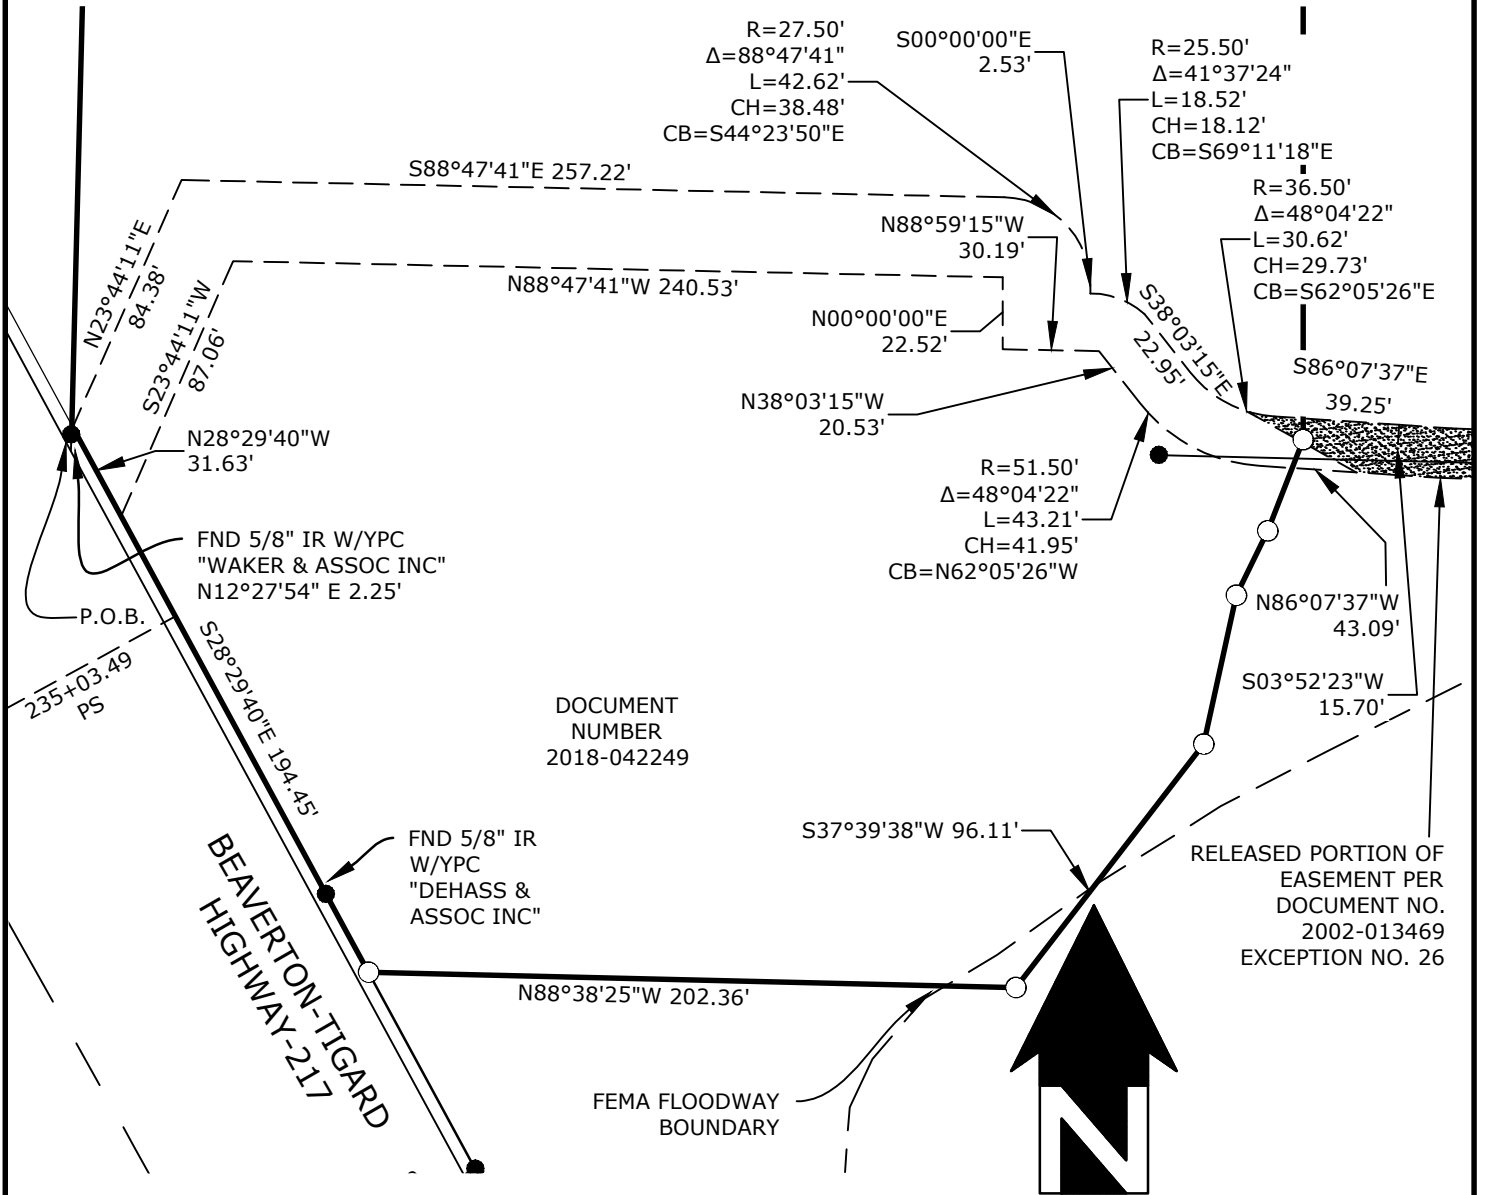 R=27.50'
Δ=88°47'41"
L=42.62'
CH=38.48'
CB=S44°23'50"E
S00°00'00"E
2.53'
R=25.50'
Δ=41°37'24"
L=18.52'
CH=18.12'
CB=S69°11'18"E
R=36.50'
Δ=48°04'22"
L=30.62'
CH=29.73'
CB=S62°05'26"E
S88°47'41"E 257.22'
N88°59'15"W
30.19'
N23°44'11"E
84.38'
S23°44'11"W
87.06'
N88°47'41"W 240.53'
N00°00'00"E
22.52'
S38°03'15"E
22.95'
S86°07'37"E
39.25'
N38°03'15"W
20.53'
N28°29'40"W
31.63'
R=51.50'
Δ=48°04'22"
L=43.21'
CH=41.95'
CB=N62°05'26"W
FND 5/8" IR W/YPC
"WAKER & ASSOC INC"
N12°27'54" E 2.25'
P.O.B.
N86°07'37"W
43.09'
235+03.49
PS
S28°29'40"E 194.45'
S03°52'23"W
15.70'
DOCUMENT
NUMBER
2018-042249
S37°39'38"W 96.11'
FND 5/8" IR
W/YPC
"DEHASS &
ASSOC INC"
RELEASED PORTION OF
EASEMENT PER
DOCUMENT NO.
2002-013469
EXCEPTION NO. 26
BEAVERTON-TIGARD
HIGHWAY-217
N88°38'25"W 202.36'
FEMA FLOODWAY
BOUNDARY
N